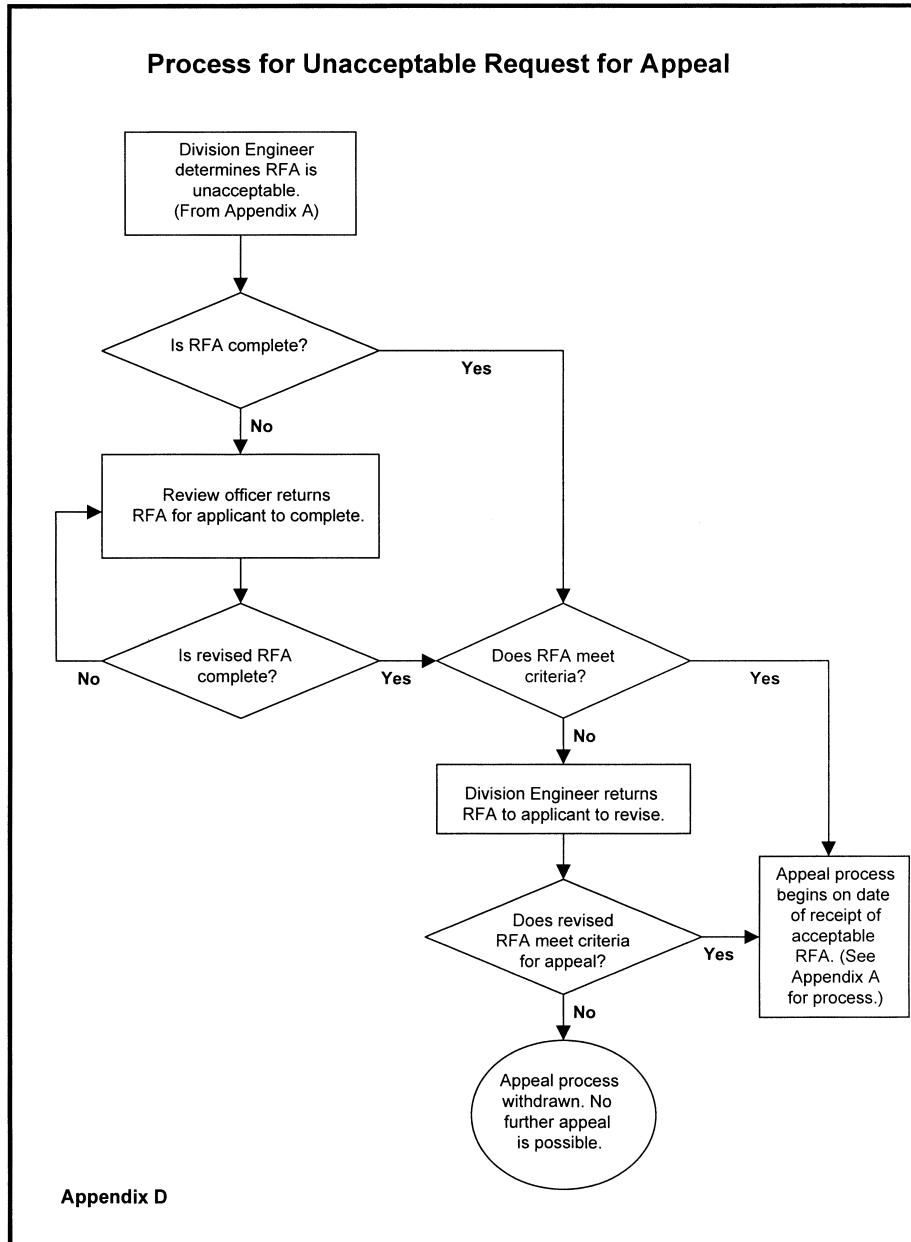 Process for Unacceptable Request for Appeal
Division Engineer
determines RFA is
unacceptable.
(From Appendix A)
Is RFA complete?
Yes
No
Review officer returns
RFA for applicant to complete.
Is revised RFA
complete?
No
Yes
Does RFA meet
criteria?
Yes
No
Division Engineer returns
RFA to applicant to revise.
Does revised
RFA meet criteria
for appeal?
Yes
Appeal process
begins on date
of receipt of
acceptable
RFA. (See
Appendix A
for process.)
No
Appeal process
withdrawn. No
further appeal
is possible.
Appendix D